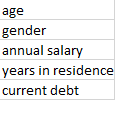 age
gender
annual salary
years in residence
current debt